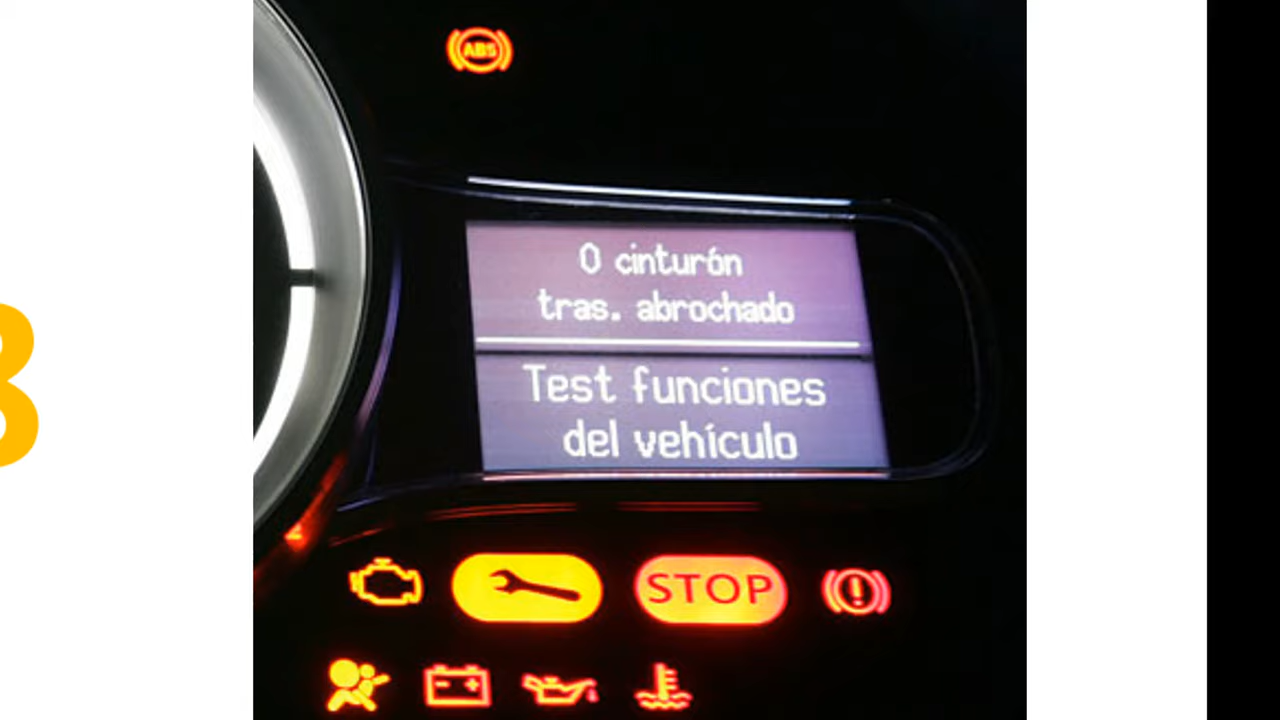 ABS
0 cinturón
tras. abrochado
Test funciones
del vehículo
STOP